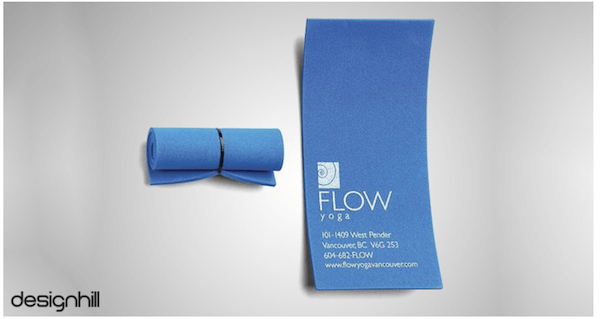 FLOW
yoga
101-1409 West Pender
Vancouver, BC V6G 2S3
604-682-FLOW
www.flowyogavancouver.com
designhill